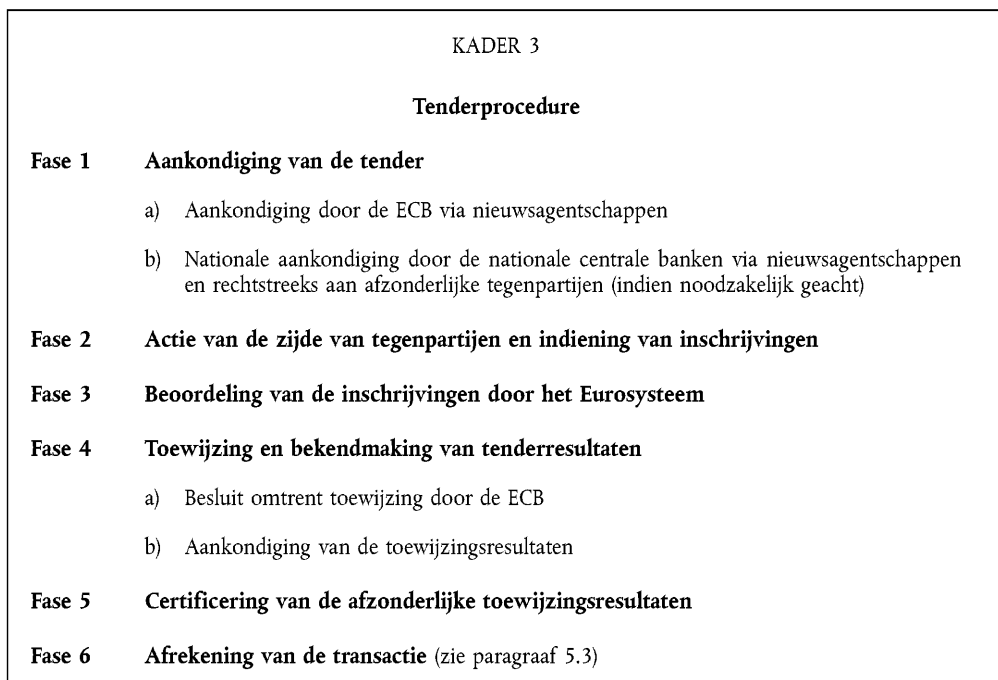 KADER 3
Tenderprocedure
Fase 1 Aankondiging van de tender
a) Aankondiging door de ECB via nieuwsagentschappen
b) Nationale aankondiging door de nationale centrale banken via nieuwsagentschappen
en rechtstreeks aan afzonderlijke tegenpartijen (indien noodzakelijk geacht)
Fase 2 Actie van de zijde van tegenpartijen en indiening van inschrijvingen
Fase 3 Beoordeling van de inschrijvingen door het Eurosysteem
Fase 4 Toewijzing en bekendmaking van tenderresultaten
a) Besluit omtrent toewijzing door de ECB
b) Aankondiging van de toewijzingsresultaten
Fase 5 Certificering van de afzonderlijke toewijzingsresultaten
Fase 6 Afrekening van de transactie (zie paragraaf 5.3)